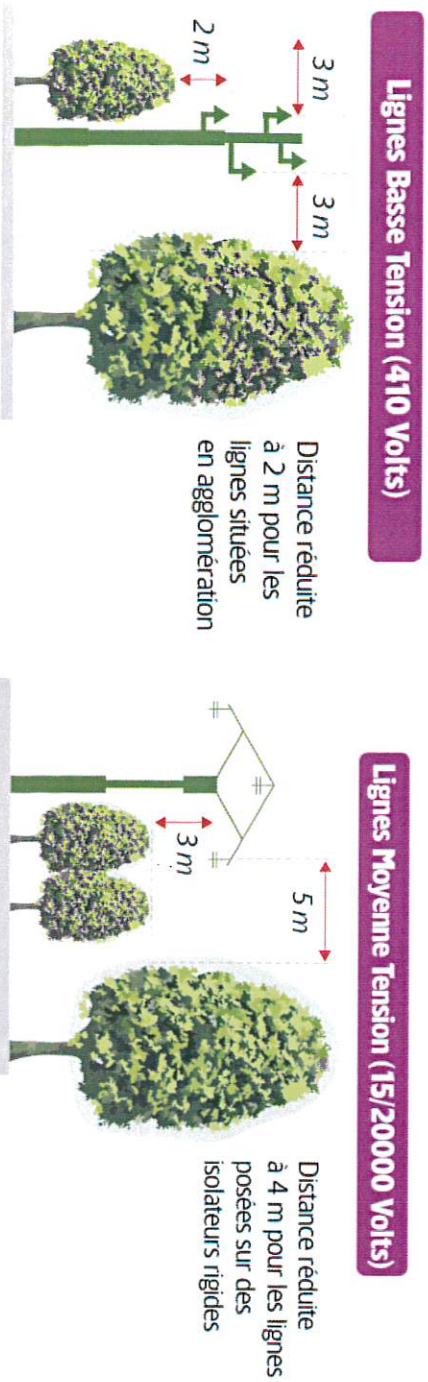 Lignes Basse Tension (410 Volts)
3 m
2 m
3 m
Distance réduite
à 2 m pour les
lignes situées
en agglomération
Lignes Moyenne Tension (15/20000 Volts)
3 m
5 m
Distance réduite
à 4 m pour les lignes
posées sur des
isolateurs rigides